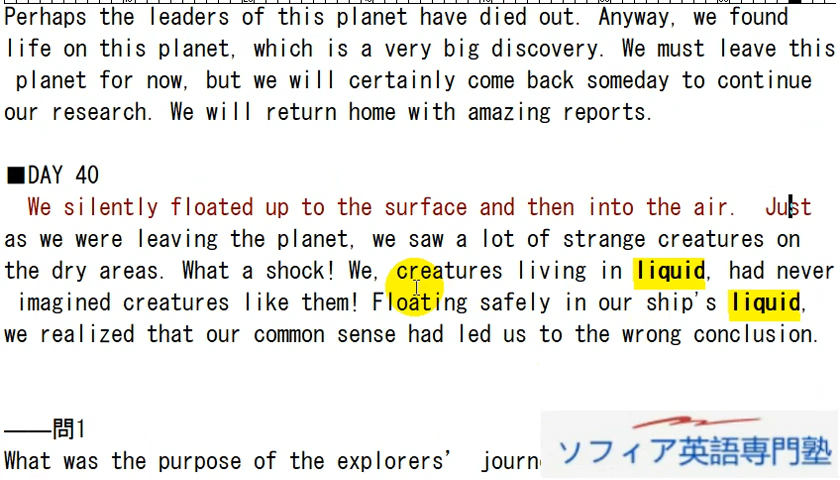 Perhaps the leaders of this planet have died out. Anyway, we found
life on this planet, which is a very big discovery. We must leave this
planet for now, but we will certainly come back someday to continue
our research. We will return home with amazing reports.
■DAY 40
We silently floated up to the surface and then into the air. Just
as we were leaving the planet, we saw a lot of strange creatures on
the dry areas. What a shock! We, creatures living in liquid, had never
imagined creatures like them! Floating safely in our ship's liquid,
we realized that our common sense had led us to the wrong conclusion.
――問1
What was the purpose of the explorers'
ソフィア英語専門塾